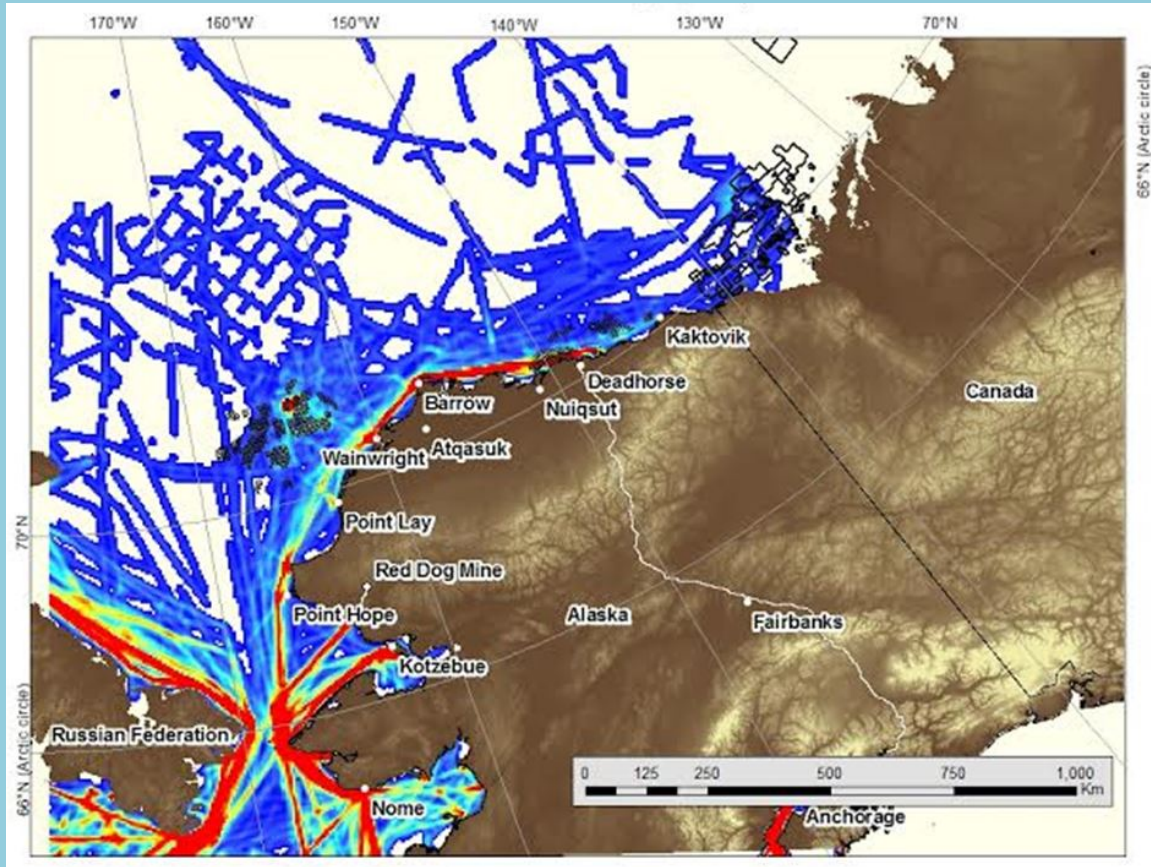 170°W 160°W 150°W 140°W 130°W 70°N
66°N (Arctic circle)
Kaktovik
Deadhorse
Canada
Barrow
Nuiqsut
Atqasuk
Wainwright
Point Lay
70°N
Red Dog Mine
Point Hope
Alaska
Fairbanks
Kotzebue
Russian Federation
66°N (Arctic circle)
0 125 250 500 750 1,000
Km
Nome
Anchorage